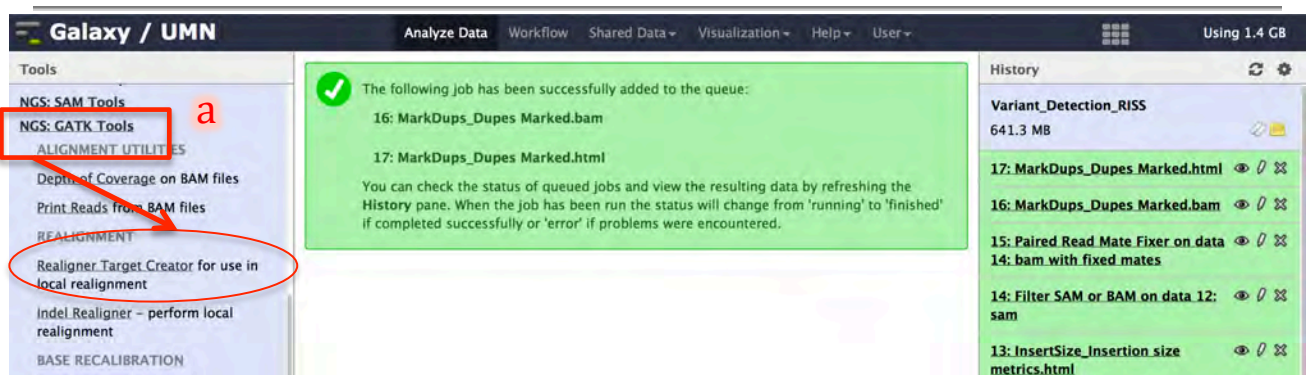 Galaxy / UMN
Analyze Data Workflow Shared Data Visualization Help User
Using 1.4 GB
Tools
NGS: SAM Tools
NGS: GATK Tools
a
ALIGNMENT UTILITIES
Depth of Coverage on BAM files
Print Reads from BAM files
REALIGNMENT
Realigner Target Creator for use in
local realignment
Indel Realigner – perform local
realignment
BASE RECALIBRATION
The following job has been successfully added to the queue:
16: MarkDups_Dupes Marked.bam
17: MarkDups_Dupes Marked.html
You can check the status of queued jobs and view the resulting data by refreshing the
History pane. When the job has been run the status will change from 'running' to 'finished'
if completed successfully or 'error' if problems were encountered.
History
Variant_Detection_RISS
641.3 MB
17: MarkDups_Dupes Marked.html
16: MarkDups_Dupes Marked.bam
15: Paired Read Mate Fixer on data
14: bam with fixed mates
14: Filter SAM or BAM on data 12:
sam
13: InsertSize_Insertion size
metrics.html